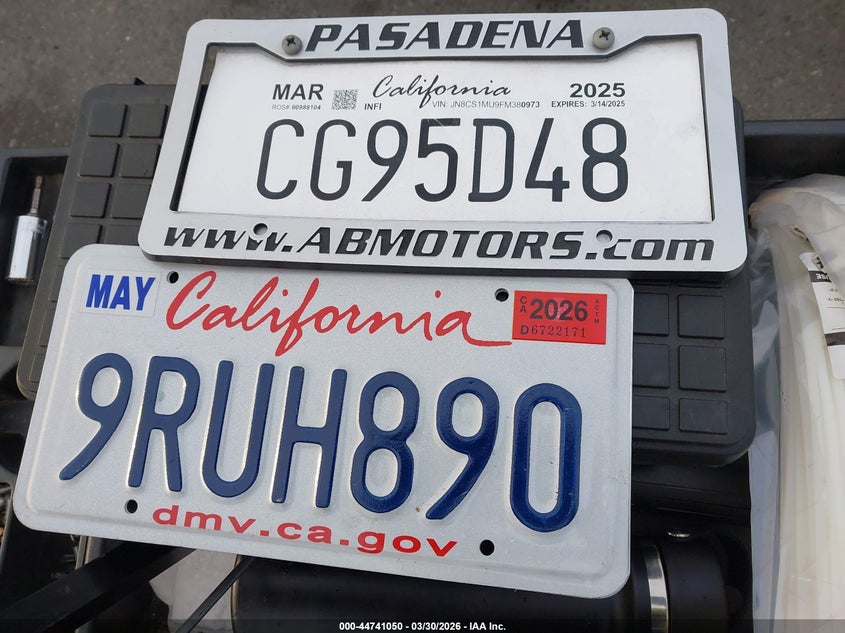 PASADENA
MAR California 2025
ROS# 60988104 INFI VIN: JN8CS1MU9FM380973 EXPIRES: 3/14/2025
CG95D48
www.ABMOTORS.com
MAY California CA 2026 ACTM
D6722171
9RUH890
dmv.ca.gov
000-44741050 - 03/30/2026 - IAA Inc.